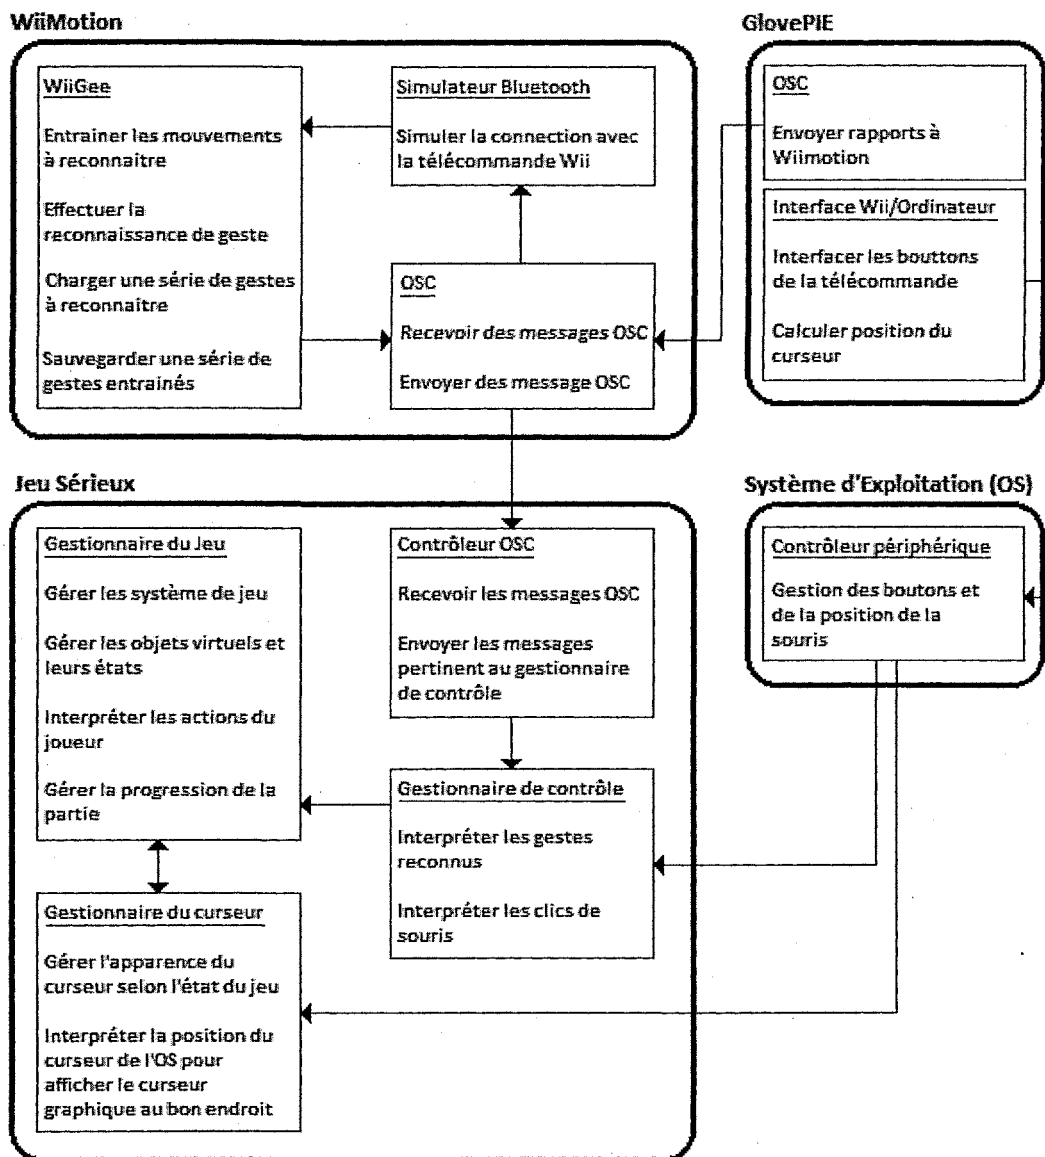 WiiMotion
WiiGee
Entrainer les mouvements
à reconnaitre
Effectuer la
reconnaissance de geste
Charger une série de gestes
à reconnaitre
Sauvegarder une série de
gestes entrainés
Simulateur Bluetooth
Simuler la connection avec
la télécommande Wii
OSC
Recevoir des messages OSC
Envoyer des message OSC
GlovePIE
OSC
Envoyer rapports à
Wiimotion
Interface Wii/Ordinateur
Interfacer les bouttons
de la télécommande
Calculer position du
curseur
Jeu Sérieux
Gestionnaire du Jeu
Gérer les système de jeu
Gérer les objets virtuels et
leurs états
Interpréter les actions du
joueur
Gérer la progression de la
partie
Contrôleur OSC
Recevoir les messages OSC
Envoyer les messages
pertinent au gestionnaire
de contrôle
Gestionnaire de contrôle
Interpréter les gestes
reconnus
Interpréter les clics de
souris
Gestionnaire du curseur
Gérer l'apparence du
curseur selon l'état du jeu
Interpréter la position du
curseur de l'OS pour
afficher le curseur
graphique au bon endroit
Système d'Exploitation (OS)
Contrôleur périphérique
Gestion des boutons et
de la position de la
souris